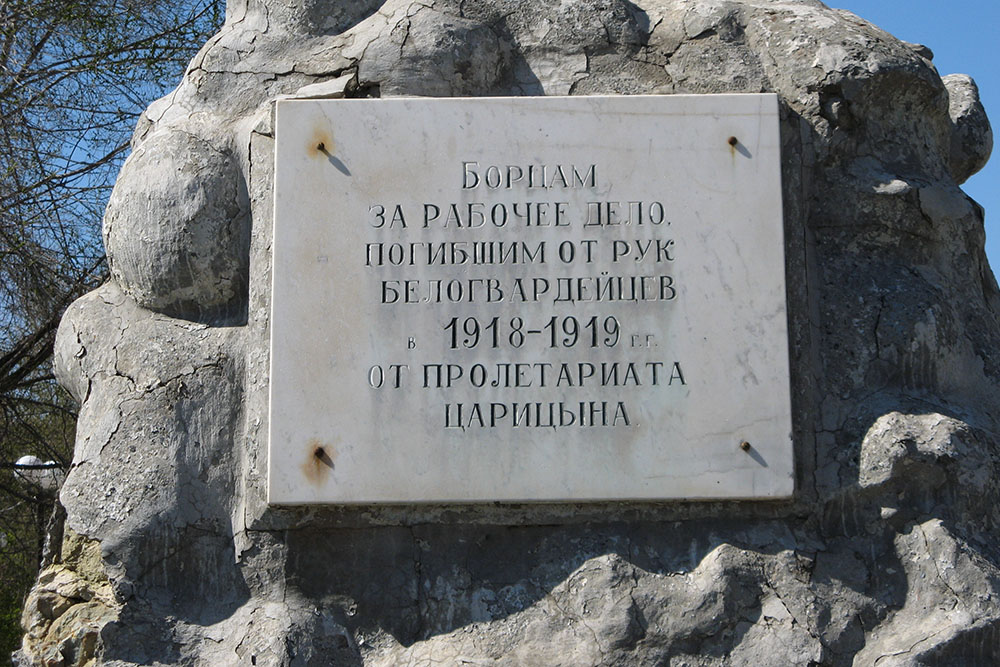 Борцам
за рабочее дело,
погибшим от рук
белогвардейцев
в 1918-1919 г.г.
от пролетариата
Царицына